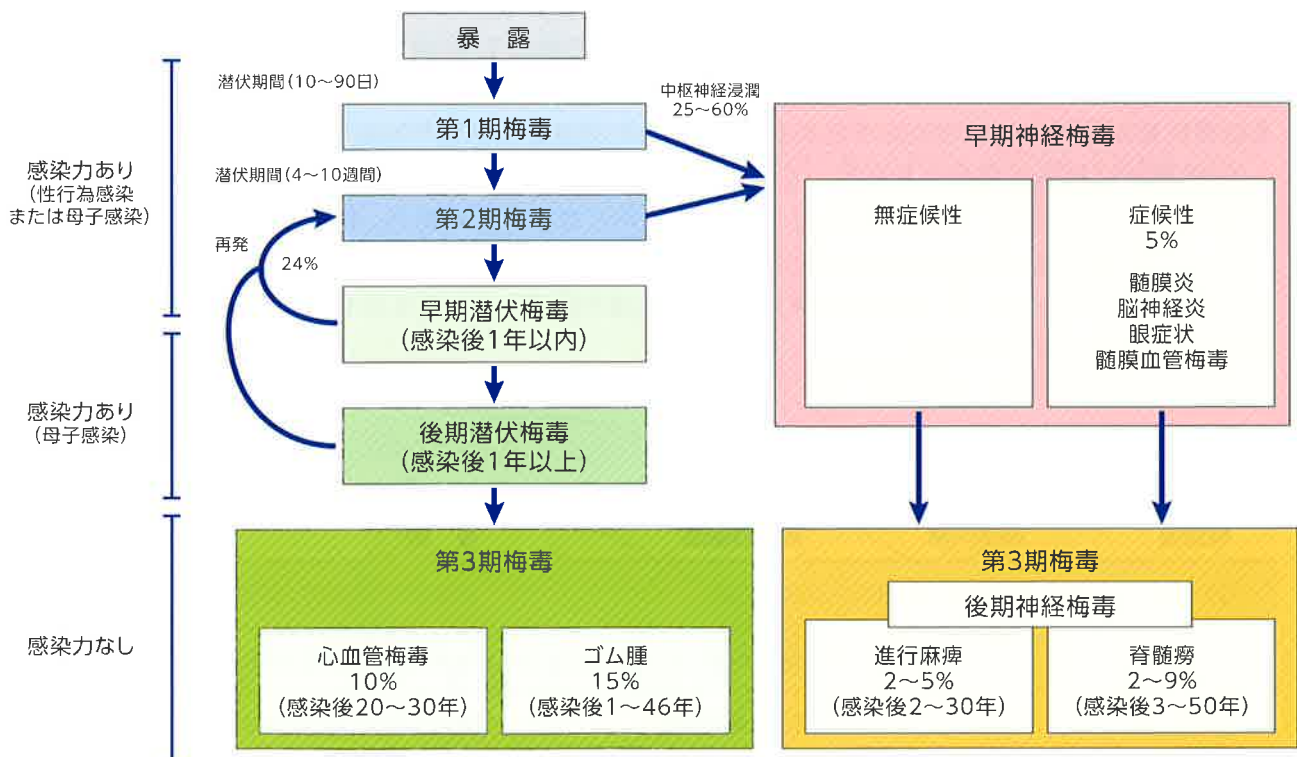 暴　露
潜伏期間(10〜90日)
第1期梅毒
中枢神経浸潤
25〜60%
潜伏期間(4〜10週間)
第2期梅毒
再発
24%
早期潜伏梅毒
(感染後1年以内)
後期潜伏梅毒
(感染後1年以上)
感染力あり
(性行為感染
または母子感染)
感染力あり
(母子感染)
感染力なし
早期神経梅毒
無症候性
症候性
5%
髄膜炎
脳神経炎
眼症状
髄膜血管梅毒
第3期梅毒
心血管梅毒
10%
(感染後20〜30年)
ゴム腫
15%
(感染後1〜46年)
第3期梅毒
後期神経梅毒
進行麻痺
2〜5%
(感染後2〜30年)
脊髄癆
2〜9%
(感染後3〜50年)